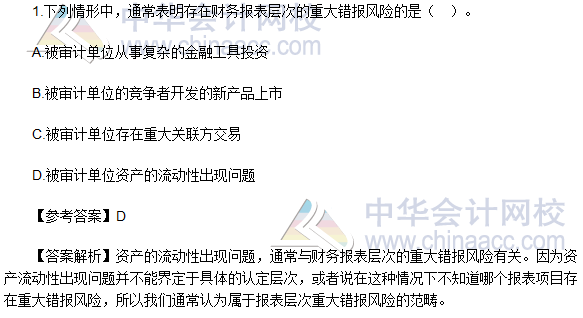 1.下列情形中，通常表明存在财务报表层次的重大错报风险的是（　）。
A.被审计单位从事复杂的金融工具投资
B.被审计单位的竞争者开发的新产品上市
C.被审计单位存在重大关联方交易
D.被审计单位资产的流动性出现问题
【参考答案】D
【答案解析】资产的流动性出现问题，通常与财务报表层次的重大错报风险有关。因为资
产流动性出现问题并不能界定于具体的认定层次，或者说在这种情况下不知道哪个报表项目存
在重大错报风险，所以我们通常认为属于报表层次重大错报风险的范畴。
中华会计网校
www.chinaacc.com
中华会计网校
www.chinaacc.com